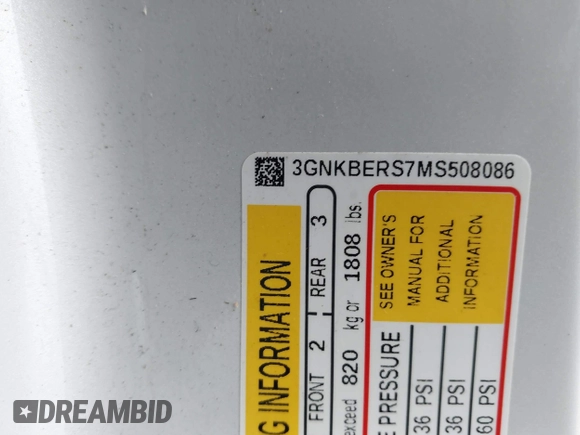 3GNKBERS7MS508086
G INFORMATION
FRONT 2 REAR 3
exceed 820 kg or 1808 lbs.
E PRESSURE
SEE OWNER'S
MANUAL FOR
ADDITIONAL
INFORMATION
36 PSI
36 PSI
60 PSI
DREAMBID